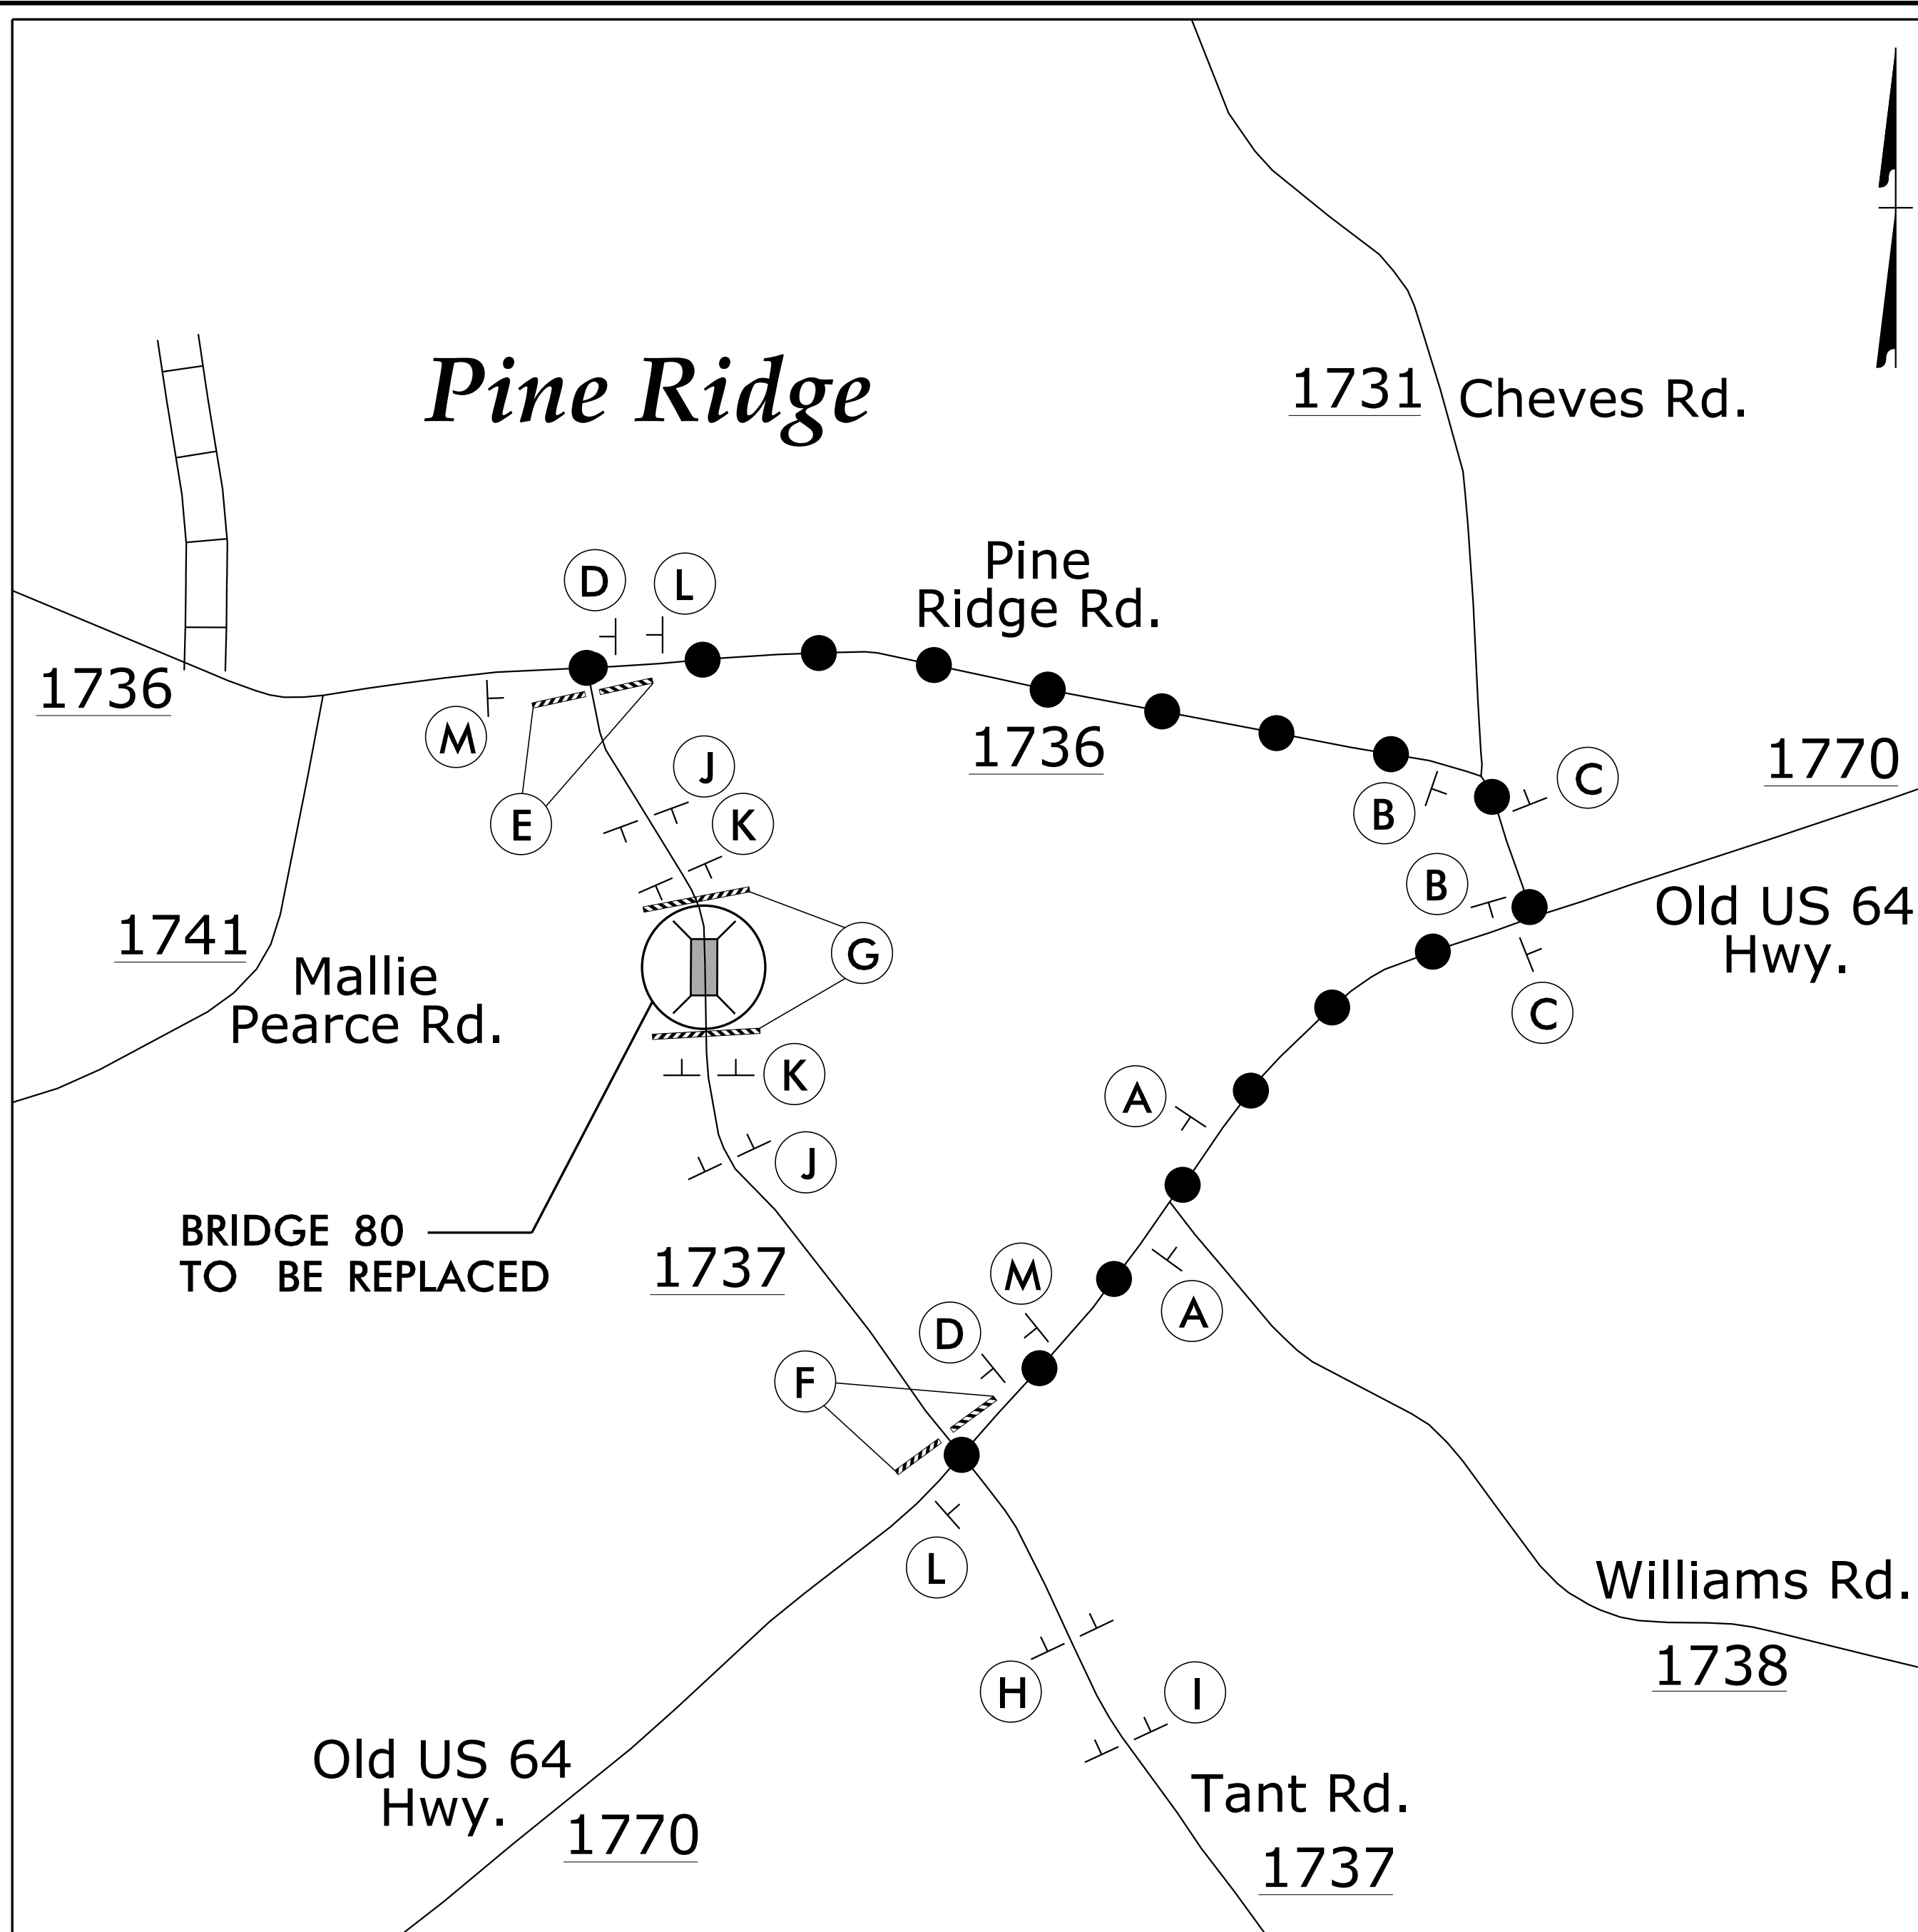 Pine Ridge
1731
Cheves Rd.
Pine
Ridge Rd.
D
L
1736
M
1736
1770
J
K
E
B
C
B
Old US 64
Hwy.
1741
Mallie
Pearce Rd.
G
C
K
A
J
BRIDGE 80
TO BE REPLACED
1737
M
A
D
F
L
Williams Rd.
1738
H
I
Old US 64
Hwy.
1770
Tant Rd.
1737